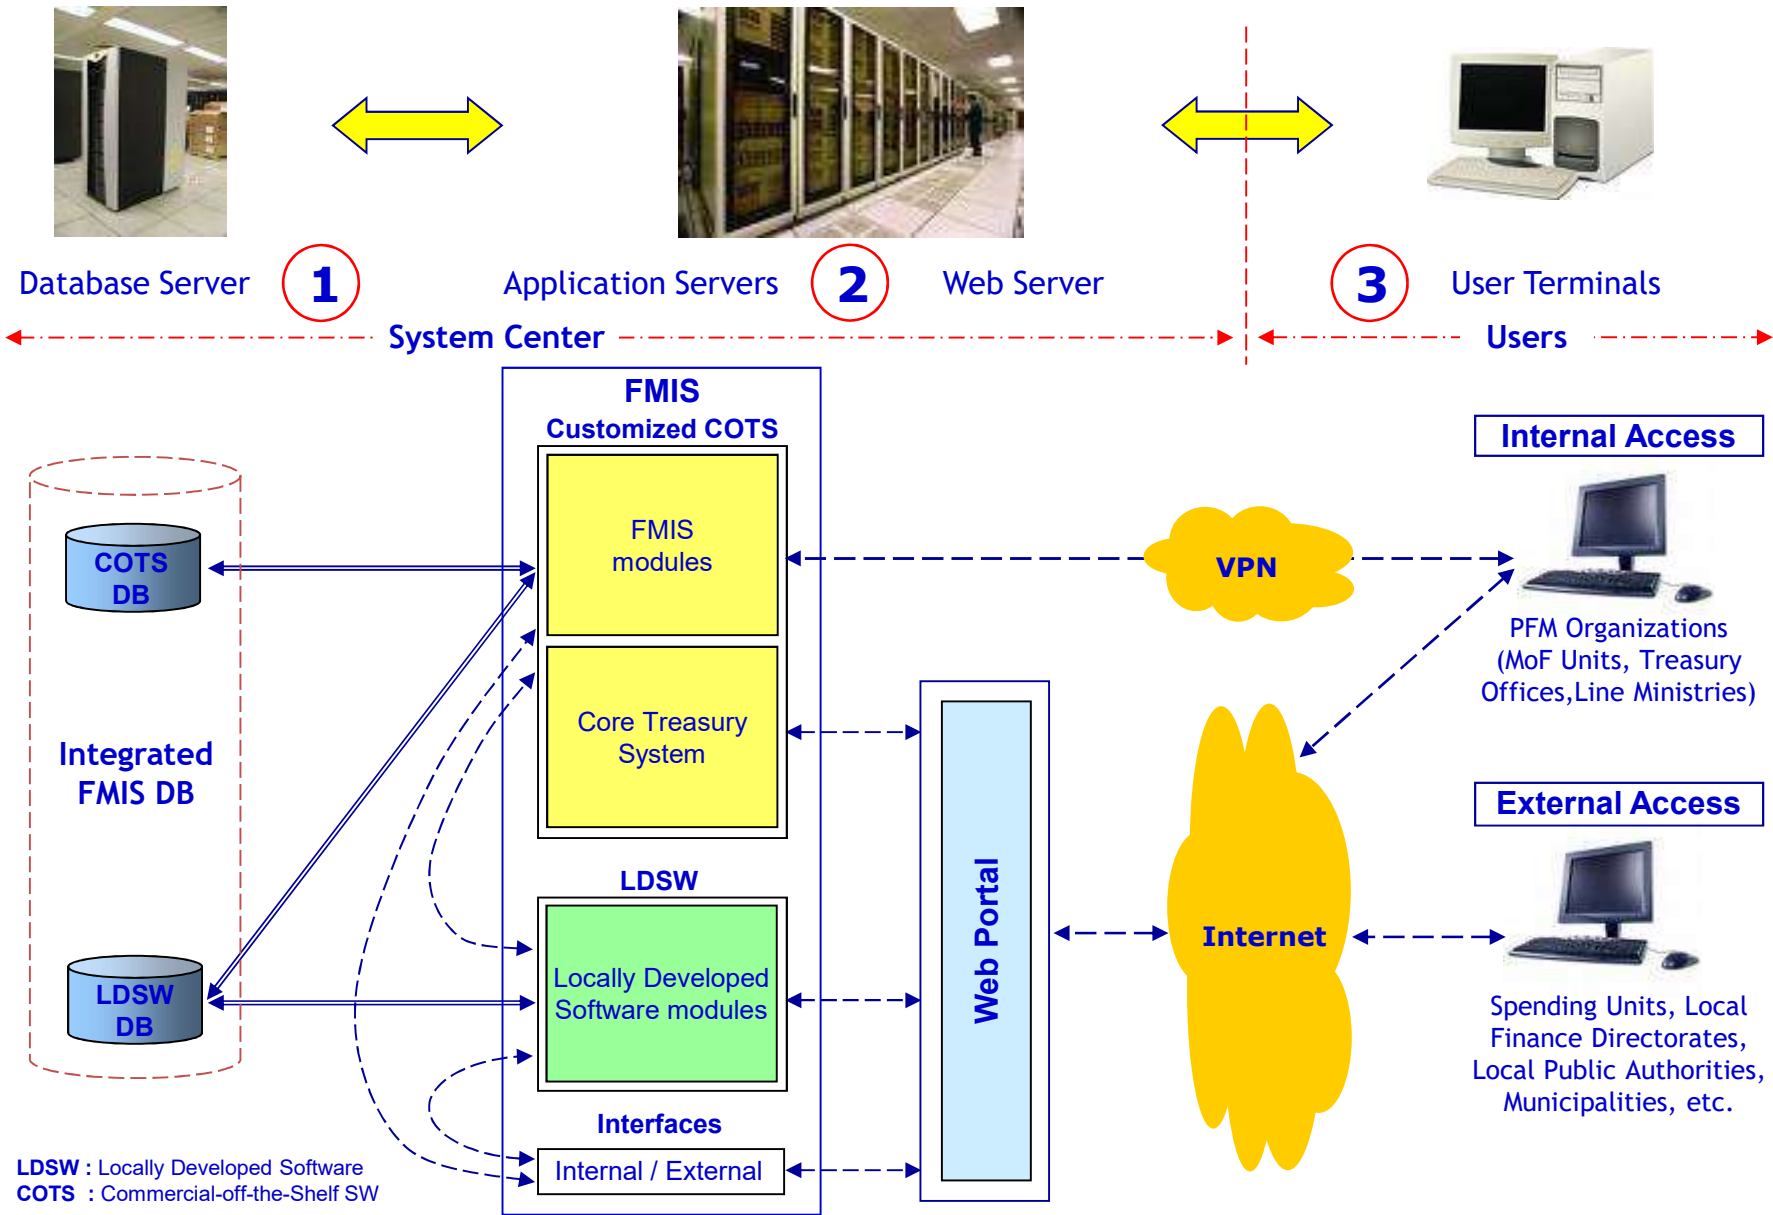 Database Server
1
Application Servers
2
Web Server
3
User Terminals
System Center
Users
FMIS
Customized COTS
FMIS
modules
Core Treasury
System
LDSW
Locally Developed
Software modules
Interfaces
Internal / External
COTS
DB
Integrated
FMIS DB
LDSW
DB
Web Portal
VPN
Internet
Internal Access
PFM Organizations
(MoF Units, Treasury
Offices,Line Ministries)
External Access
Spending Units, Local
Finance Directorates,
Local Public Authorities,
Municipalities, etc.
LDSW : Locally Developed Software
COTS : Commercial-off-the-Shelf SW